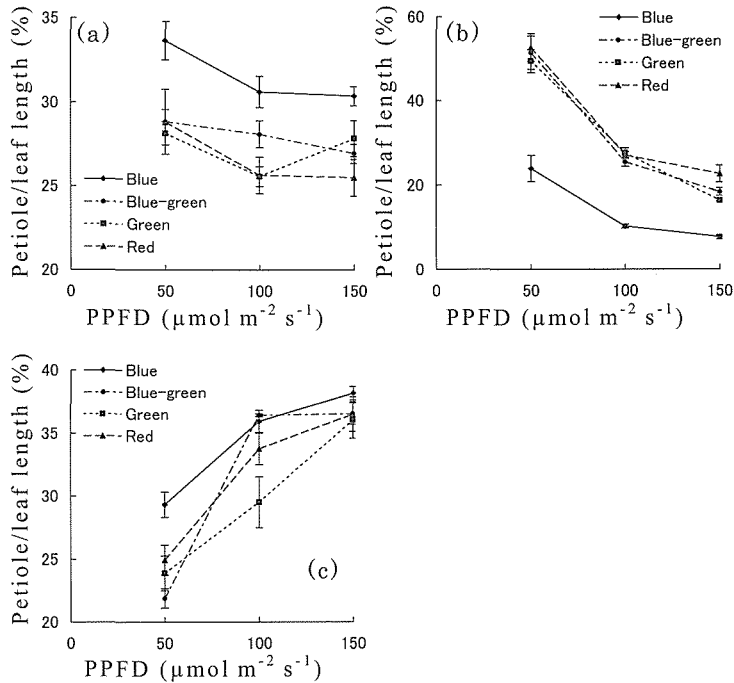 Petiole/leaf length (%)
35
30
25
20
(a)
Blue
Blue-green
Green
Red
0
50
100
150
PPFD (μmol m⁻² s⁻¹)
Petiole/leaf length (%)
60
40
20
0
(b)
Blue
Blue-green
Green
Red
0
50
100
150
PPFD (μmol m⁻² s⁻¹)
Petiole/leaf length (%)
40
35
30
25
20
Blue
Blue-green
Green
Red
(c)
0
50
100
150
PPFD (μmol m⁻² s⁻¹)